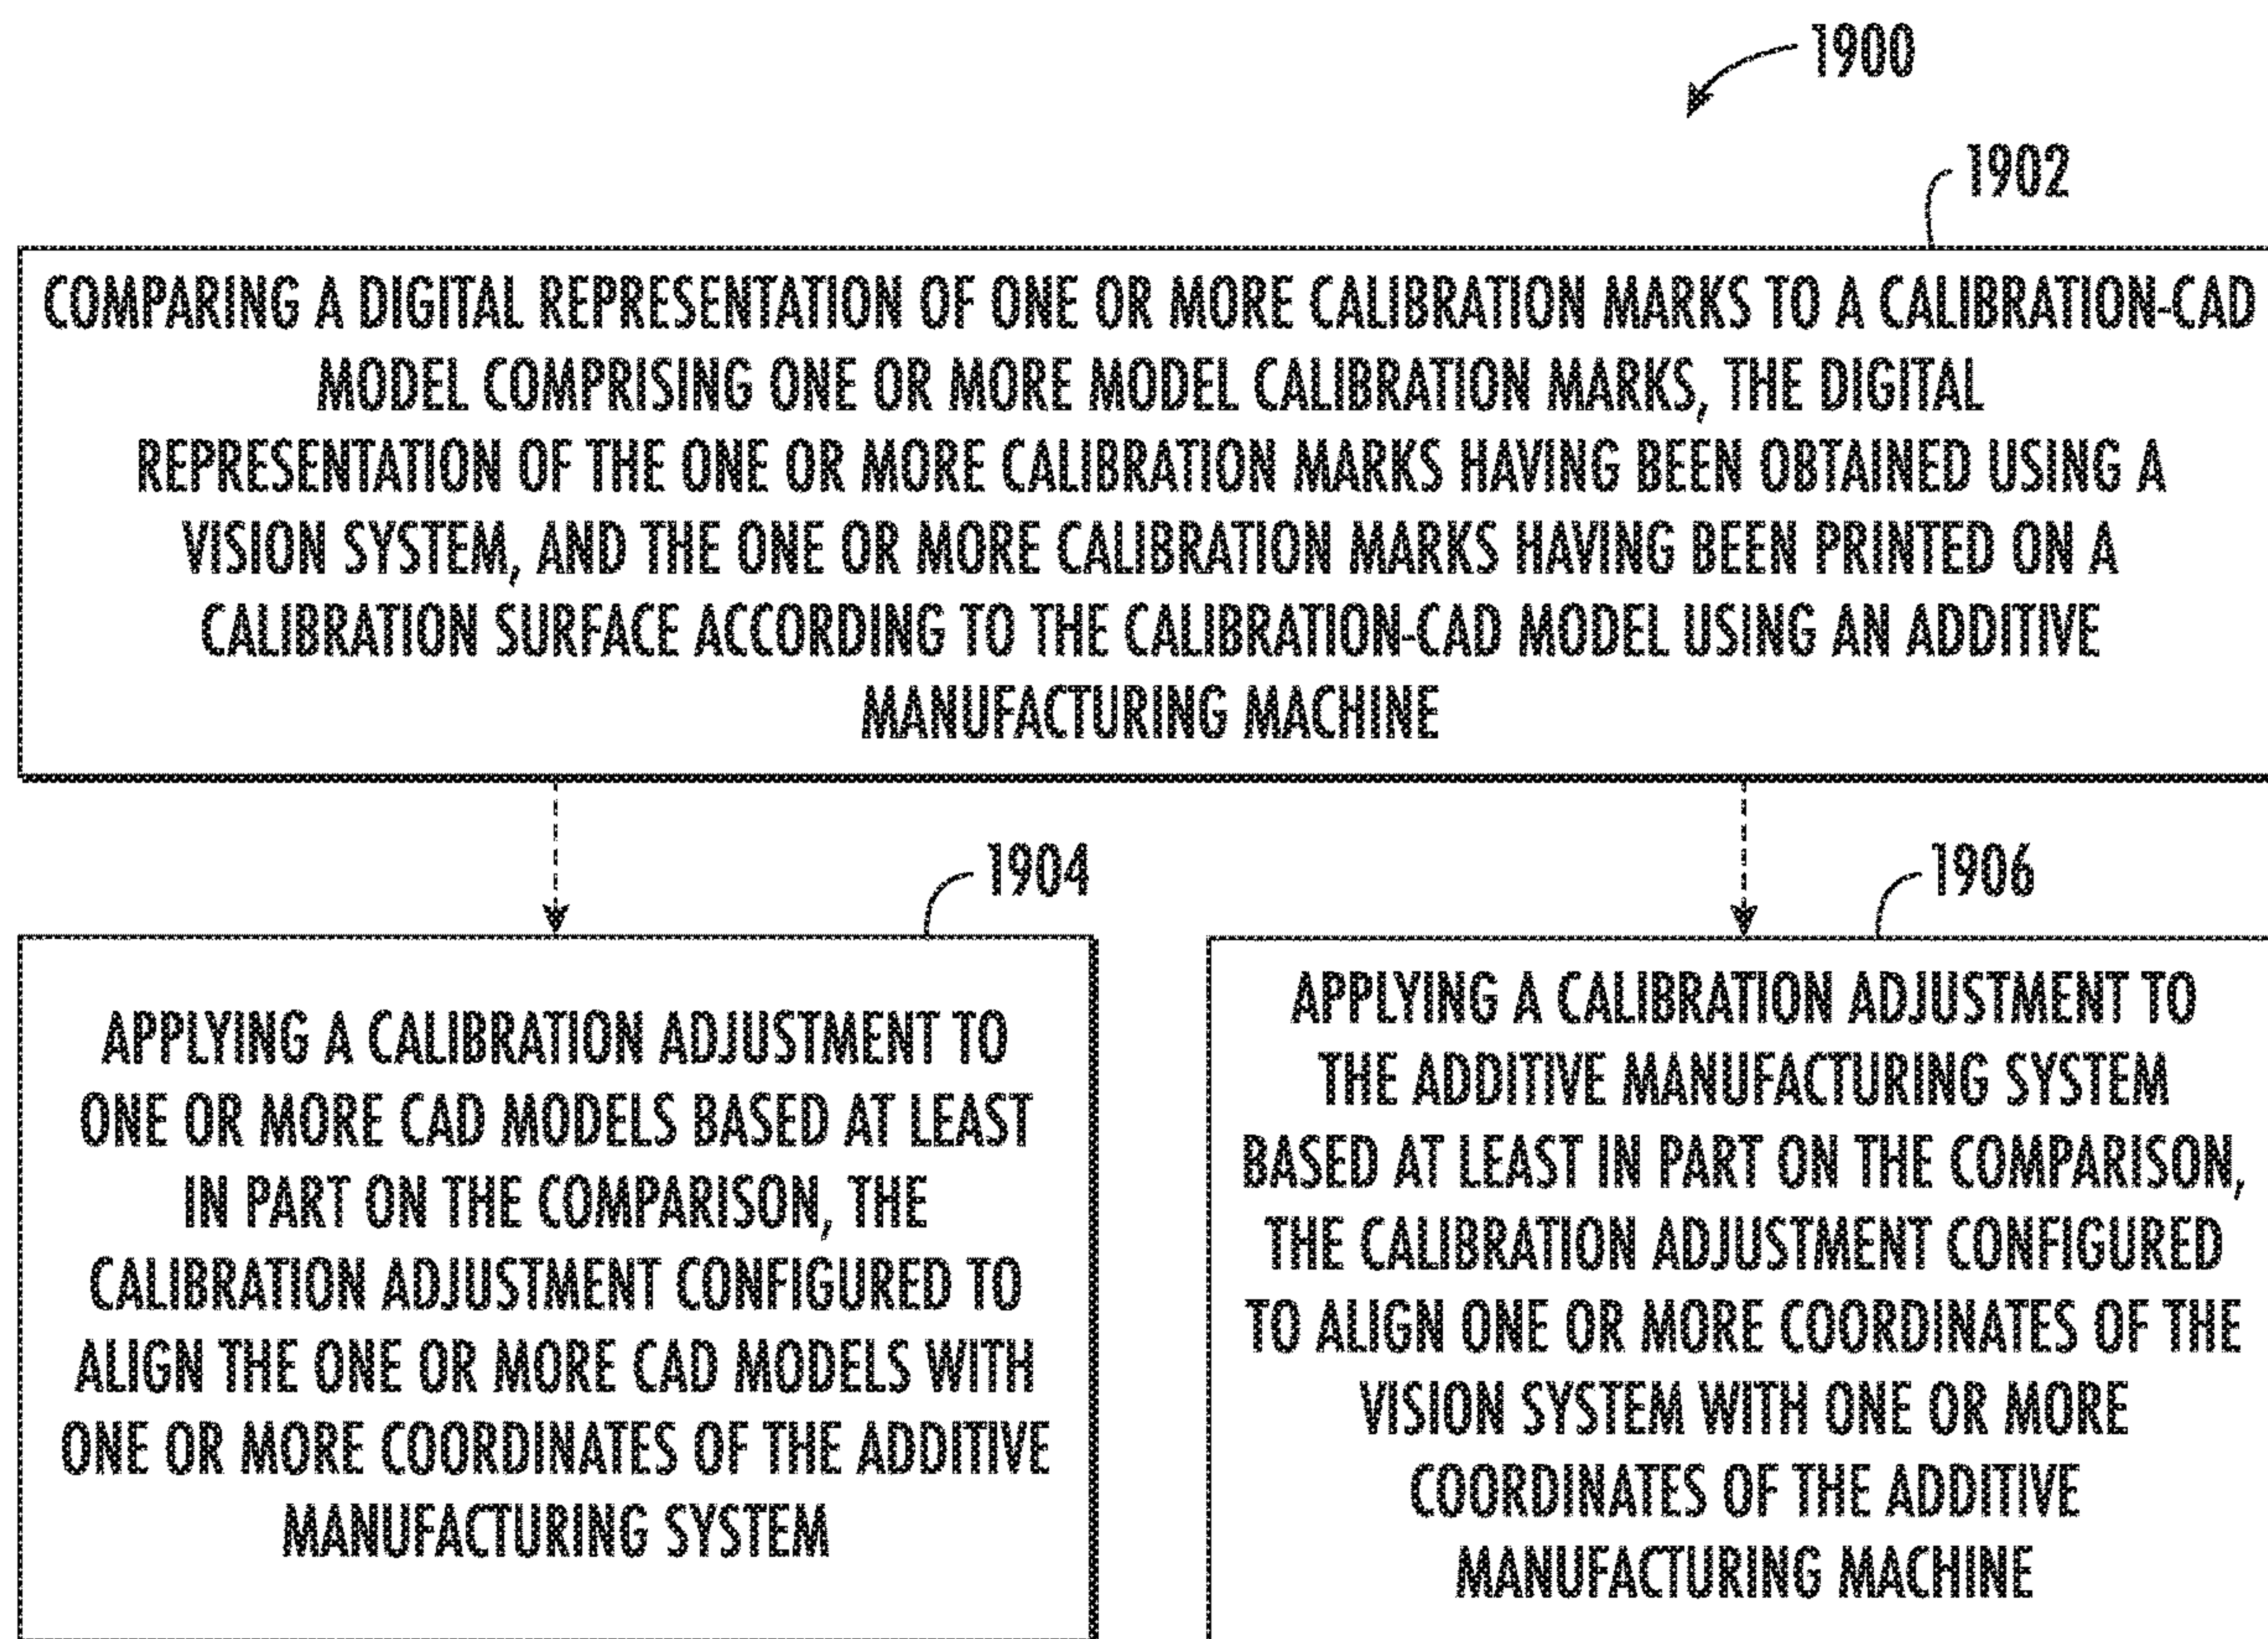 1900
1902
COMPARING A DIGITAL REPRESENTATION OF ONE OR MORE CALIBRATION MARKS TO A CALIBRATION-CAD
MODEL COMPRISING ONE OR MORE MODEL CALIBRATION MARKS, THE DIGITAL
REPRESENTATION OF THE ONE OR MORE CALIBRATION MARKS HAVING BEEN OBTAINED USING A
VISION SYSTEM, AND THE ONE OR MORE CALIBRATION MARKS HAVING BEEN PRINTED ON A
CALIBRATION SURFACE ACCORDING TO THE CALIBRATION-CAD MODEL USING AN ADDITIVE
MANUFACTURING MACHINE
1904
APPLYING A CALIBRATION ADJUSTMENT TO
ONE OR MORE CAD MODELS BASED AT LEAST
IN PART ON THE COMPARISON, THE
CALIBRATION ADJUSTMENT CONFIGURED TO
ALIGN THE ONE OR MORE CAD MODELS WITH
ONE OR MORE COORDINATES OF THE ADDITIVE
MANUFACTURING SYSTEM
1906
APPLYING A CALIBRATION ADJUSTMENT TO
THE ADDITIVE MANUFACTURING SYSTEM
BASED AT LEAST IN PART ON THE COMPARISON,
THE CALIBRATION ADJUSTMENT CONFIGURED
TO ALIGN ONE OR MORE COORDINATES OF THE
VISION SYSTEM WITH ONE OR MORE
COORDINATES OF THE ADDITIVE
MANUFACTURING MACHINE